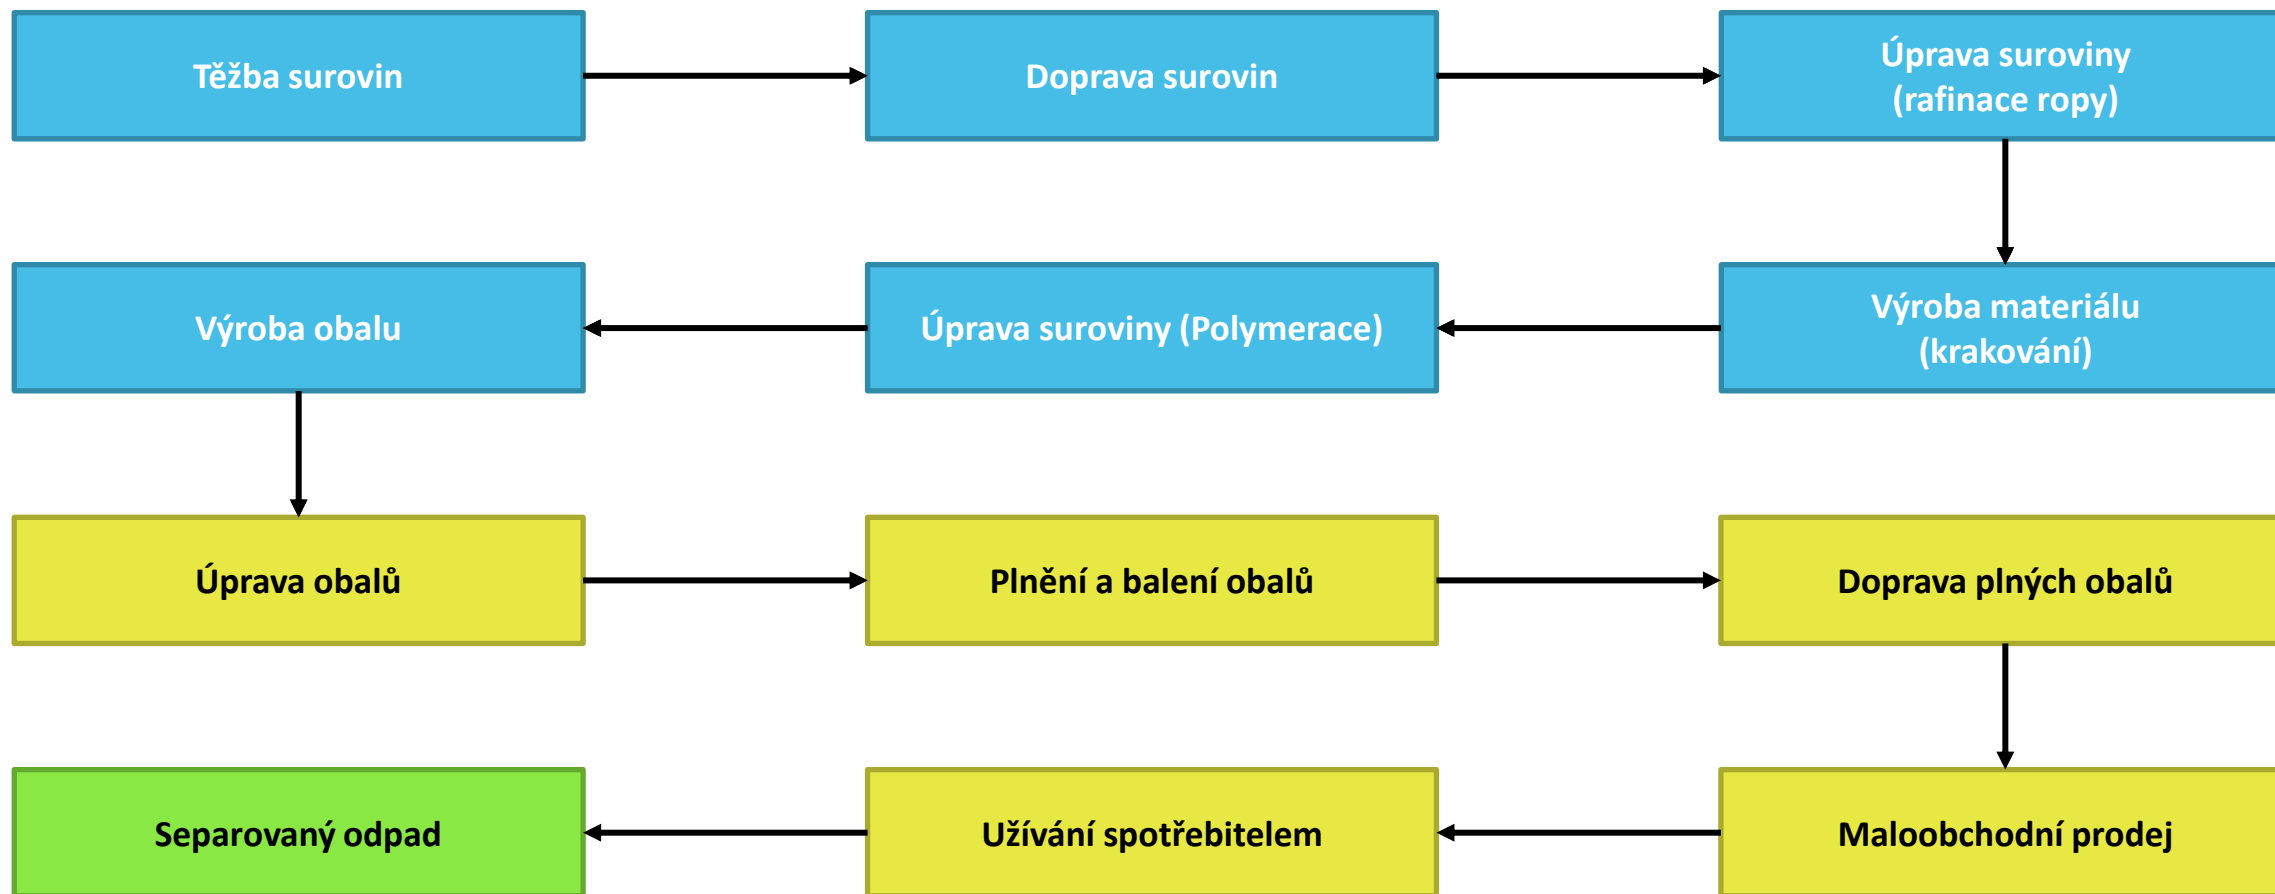 Těžba surovin
Doprava surovin
Úprava suroviny
(rafinace ropy)
Výroba obalu
Úprava suroviny (Polymerace)
Výroba materiálu
(krakování)
Úprava obalů
Plnění a balení obalů
Doprava plných obalů
Separovaný odpad
Užívání spotřebitelem
Maloobchodní prodej